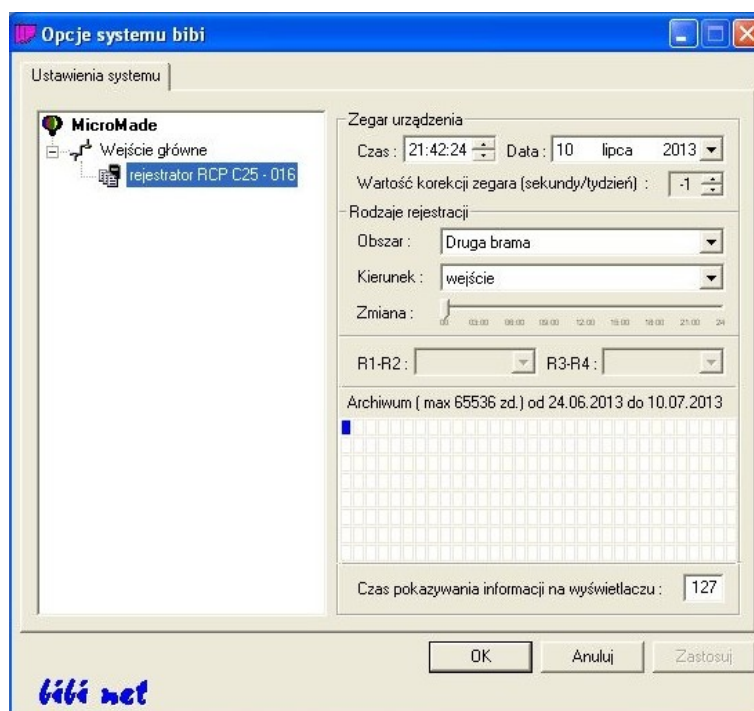 Opcje systemu bibi
Ustawienia systemu
MicroMade
Wejście główne
rejestrator RCP C25 - 016
Zegar urządzenia
Czas : 21:42:24 Data : 10 lipca 2013
Wartość korekcji zegara (sekundy/tydzień) : -1
Rodzaje rejestracji
Obszar : Druga brama
Kierunek : wejście
Zmiana :
00 03:00 06:00 09:00 12:00 15:00 18:00 21:00 24
R1-R2 : R3-R4 :
Archiwum ( max 65536 zd.) od 24.06.2013 do 10.07.2013
Czas pokazywania informacji na wyświetlaczu : 127
OK Anuluj Zastosuj
bibi net